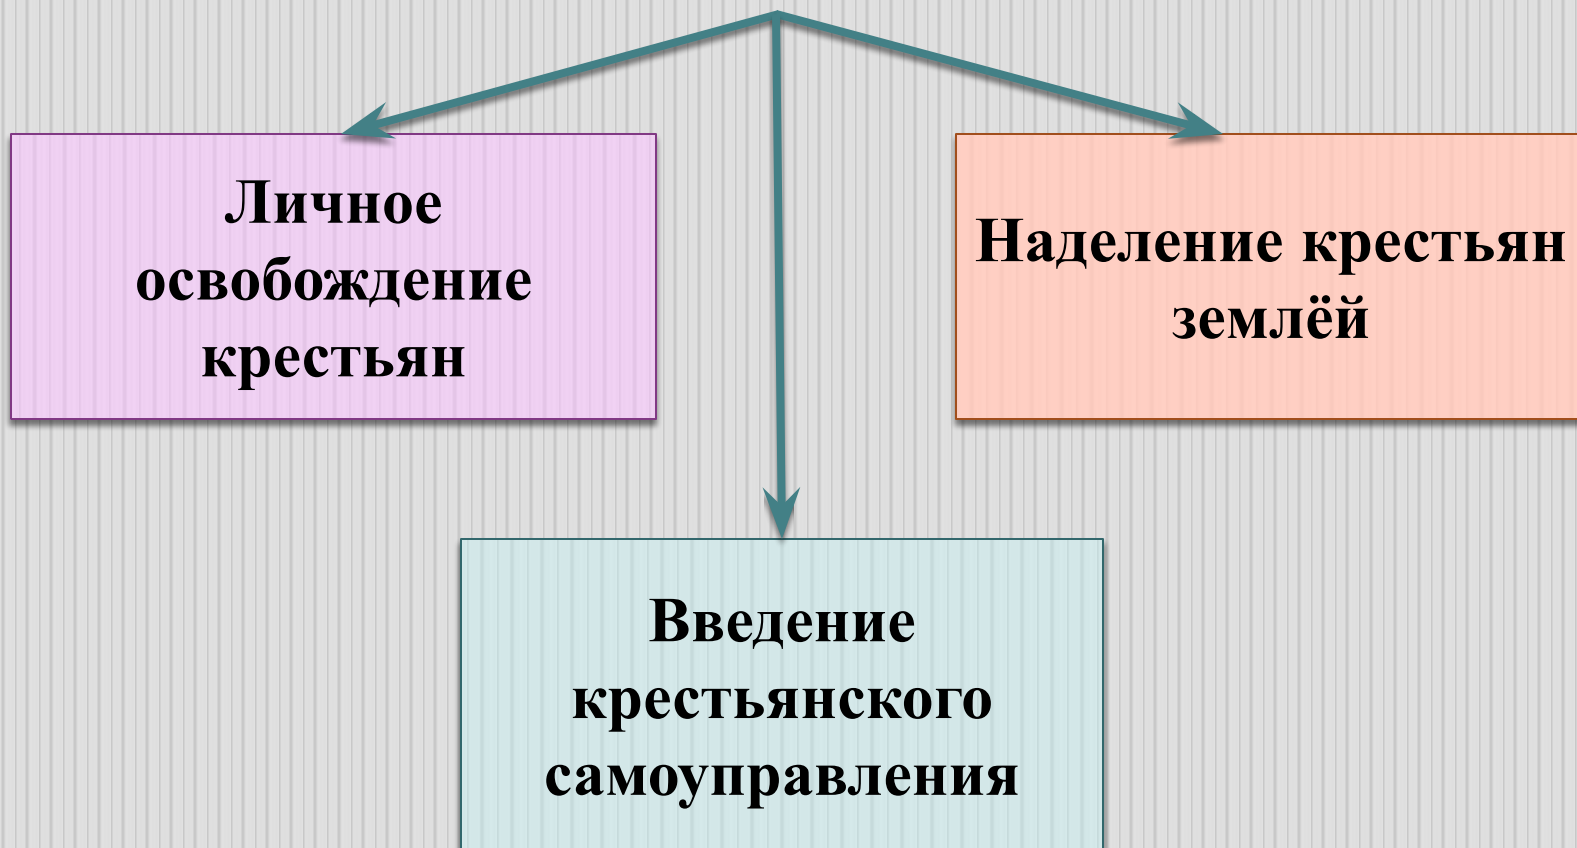 Личное
освобождение
крестьян
Наделение крестьян
землёй
Введение
крестьянского
самоуправления